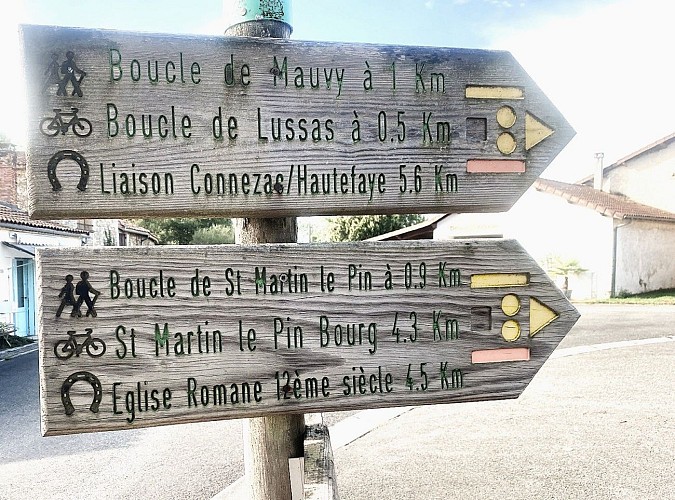 Boucle de Mauvy à 1 Km
Boucle de Lussas à 0.5 Km
Liaison Connezac/Hautefaye 5.6 Km
Boucle de St Martin le Pin à 0.9 Km
St Martin le Pin Bourg 4.3 Km
Eglise Romane 12ème siècle 4.5 Km